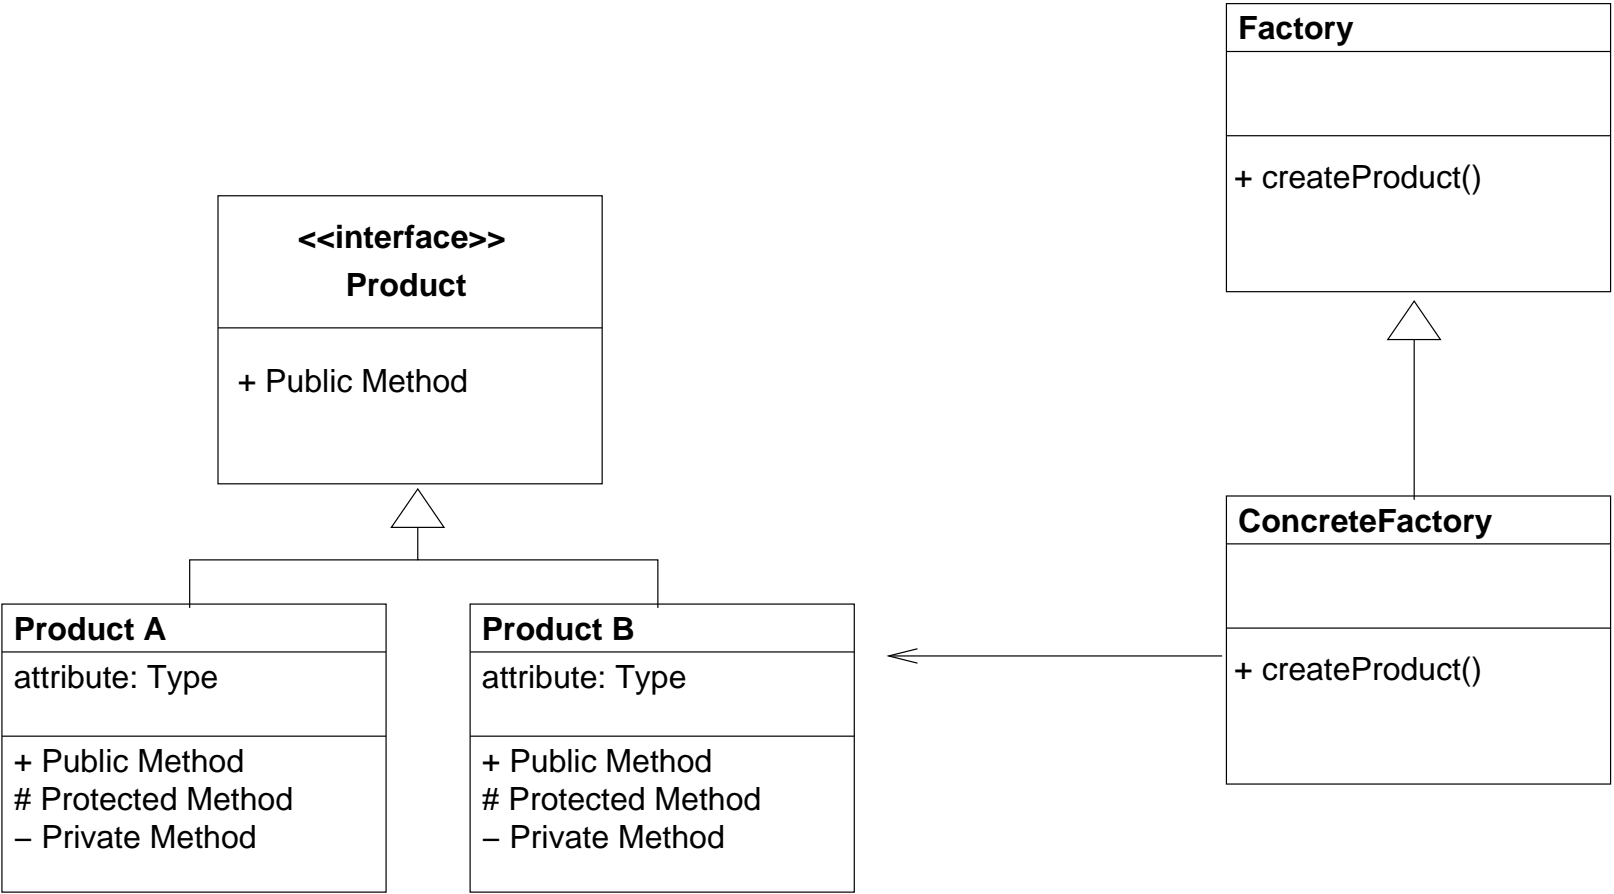 Factory
+ createProduct()
<<interface>>
Product
+ Public Method
ConcreteFactory
+ createProduct()
Product A
attribute: Type
+ Public Method
# Protected Method
− Private Method
Product B
attribute: Type
+ Public Method
# Protected Method
− Private Method